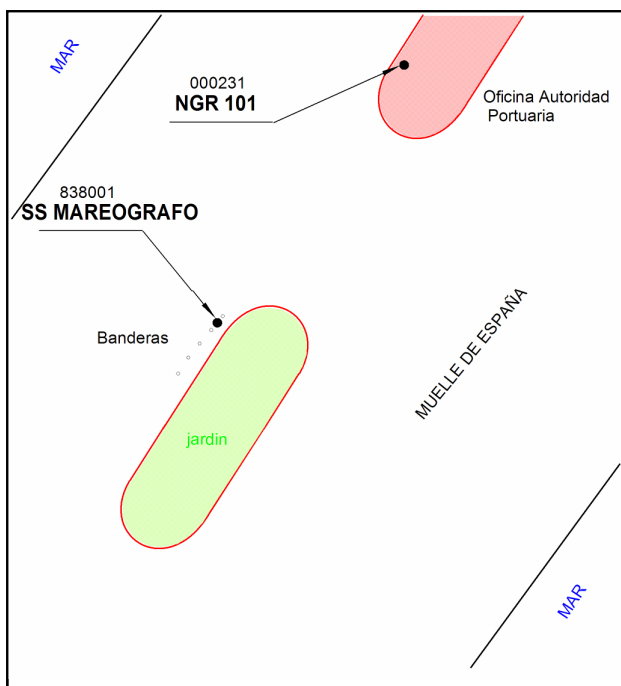 MAR
000231
NGR 101
Oficina Autoridad
Portuaria
838001
SS MAREOGRAFO
Banderas
MUELLE DE ESPAÑA
jardin
MAR